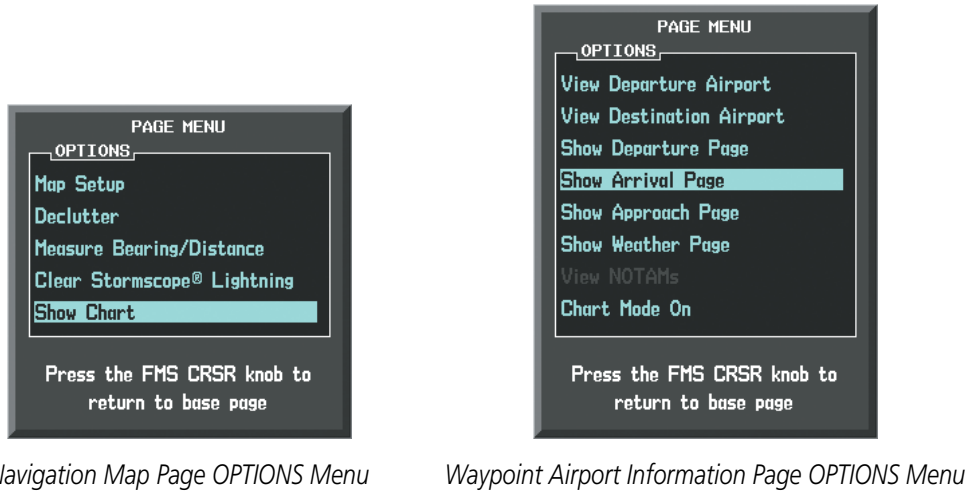 PAGE MENU
OPTIONS
Map Setup
Declutter
Measure Bearing/Distance
Clear Stormscope® Lightning
Show Chart
Press the FMS CRSR knob to
return to base page
PAGE MENU
OPTIONS
View Departure Airport
View Destination Airport
Show Departure Page
Show Arrival Page
Show Approach Page
Show Weather Page
View NOTAMs
Chart Mode On
Press the FMS CRSR knob to
return to base page
Navigation Map Page OPTIONS Menu
Waypoint Airport Information Page OPTIONS Menu